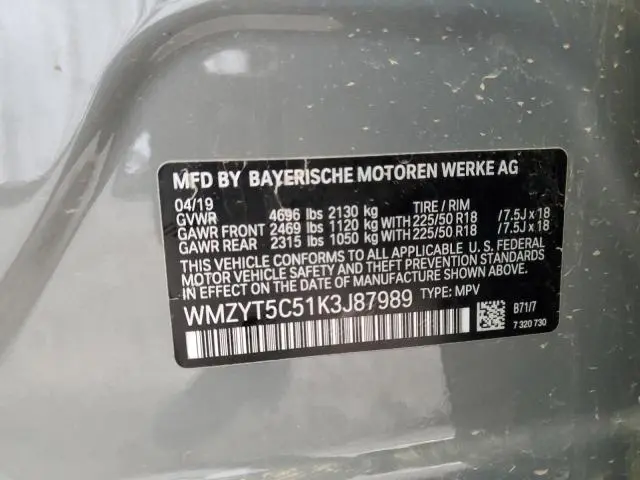 MFD BY BAYERISCHE MOTOREN WERKE AG
04/19 TIRE / RIM
GVWR 4696 lbs 2130 kg
GAWR FRONT 2469 lbs 1120 kg WITH 225/50 R18 / 7.5J x 18
GAWR REAR 2315 lbs 1050 kg WITH 225/50 R18 / 7.5J x 18
THIS VEHICLE CONFORMS TO ALL APPLICABLE U. S. FEDERAL
MOTOR VEHICLE SAFETY, BUMPER, AND THEFT PREVENTION
STANDARDS IN EFFECT ON THE DATE OF MANUFACTURE SHOWN ABOVE.
WMZYT5C51K3J87989 TYPE: MPV
B71/7
7 320 730